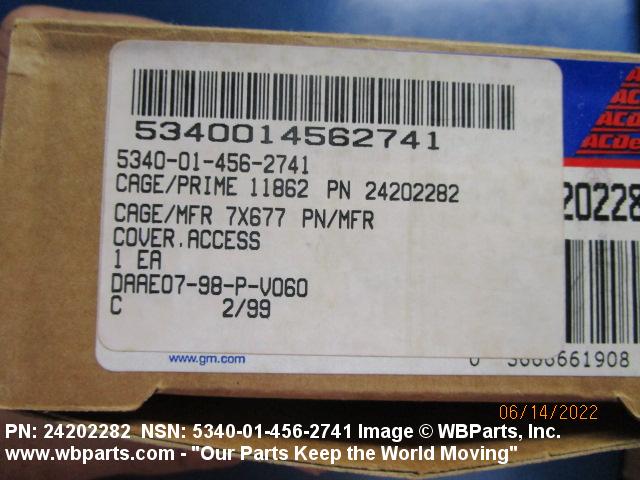 5340014562741
5340-01-456-2741
CAGE/PRIME 11862 PN 24202282
CAGE/MFR 7X677 PN/MFR
COVER.ACCESS
1 EA
DAAE07-98-P-V060
C 2/99
www.gm.com
06/14/2022
PN: 24202282 NSN: 5340-01-456-2741 Image © WBParts, Inc.
www.wbparts.com - "Our Parts Keep the World Moving"